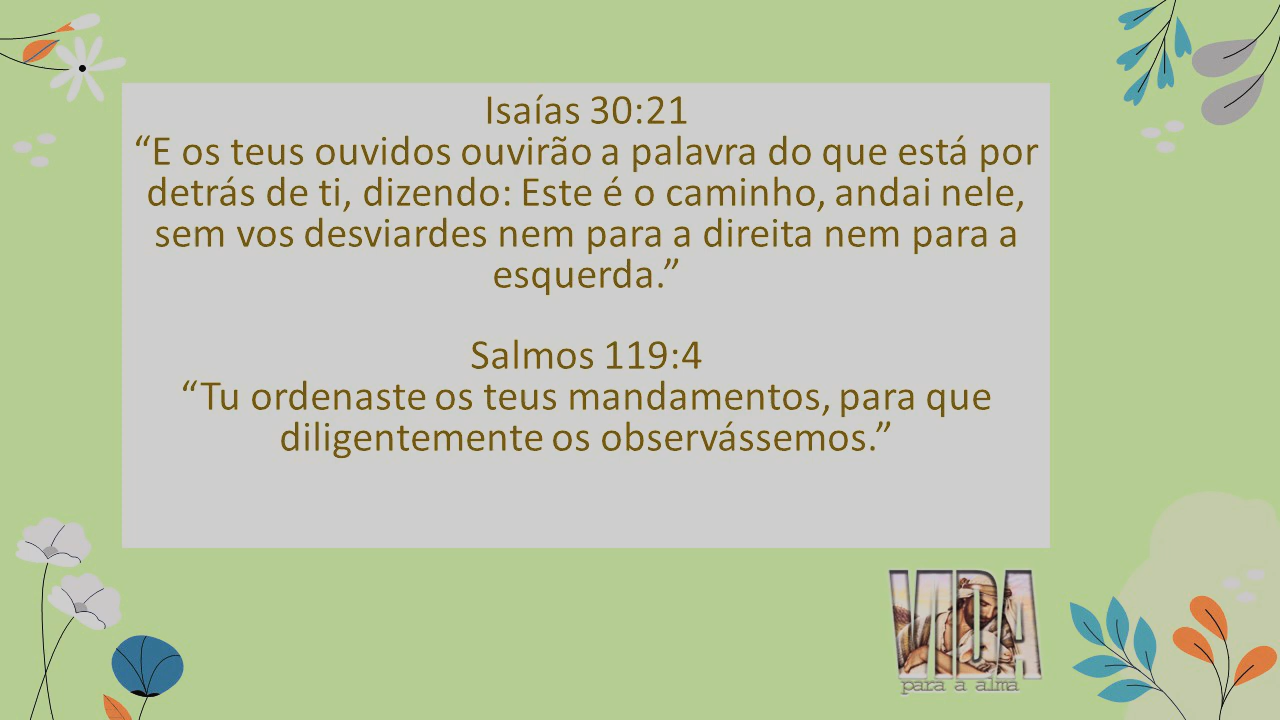 Isaías 30:21
“E os teus ouvidos ouvirão a palavra do que está por
detrás de ti, dizendo: Este é o caminho, andai nele,
sem vos desviardes nem para a direita nem para a
esquerda.”
Salmos 119:4
“Tu ordenaste os teus mandamentos, para que
diligentemente os observássemos.”
VIDA
para a alma